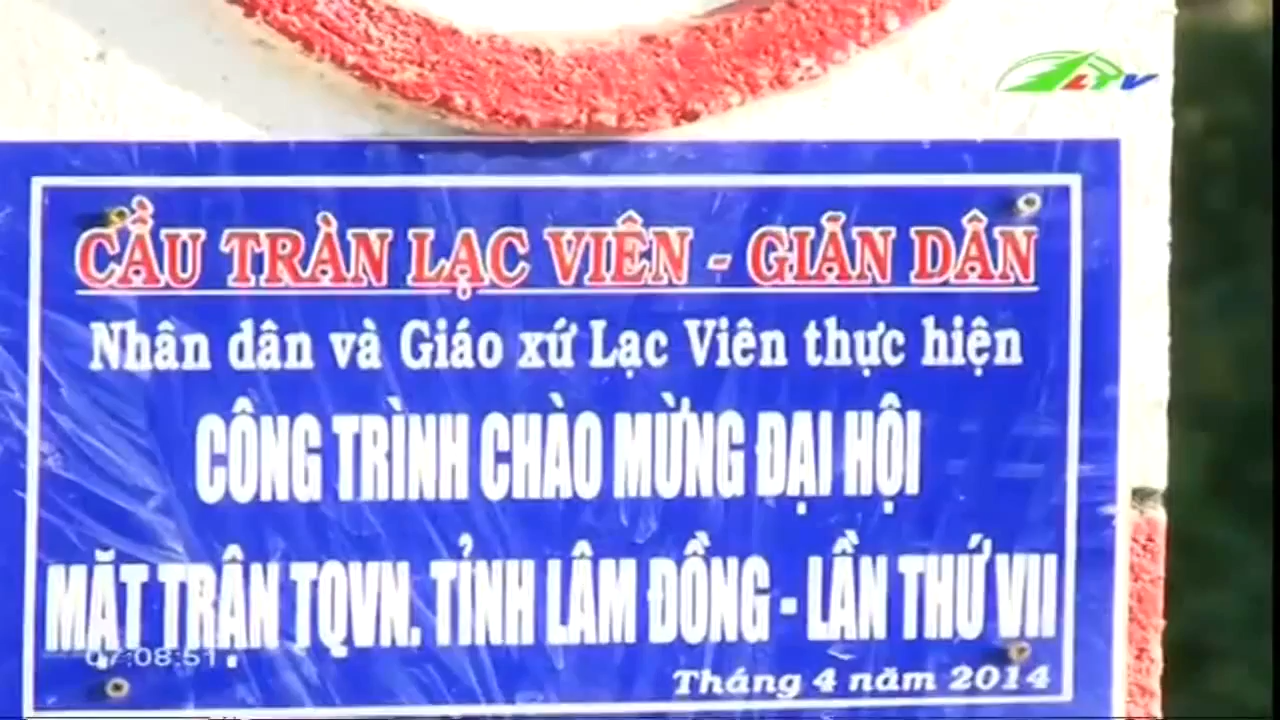 LTV
CẦU TRÀN LẠC VIÊN - GIÃN DÂN
Nhân dân và Giáo xứ Lạc Viên thực hiện
CÔNG TRÌNH CHÀO MỪNG ĐẠI HỘI
MẶT TRẬN TQVN. TỈNH LÂM ĐỒNG - LẦN THỨ VII
07:08:51
Tháng 4 năm 2014